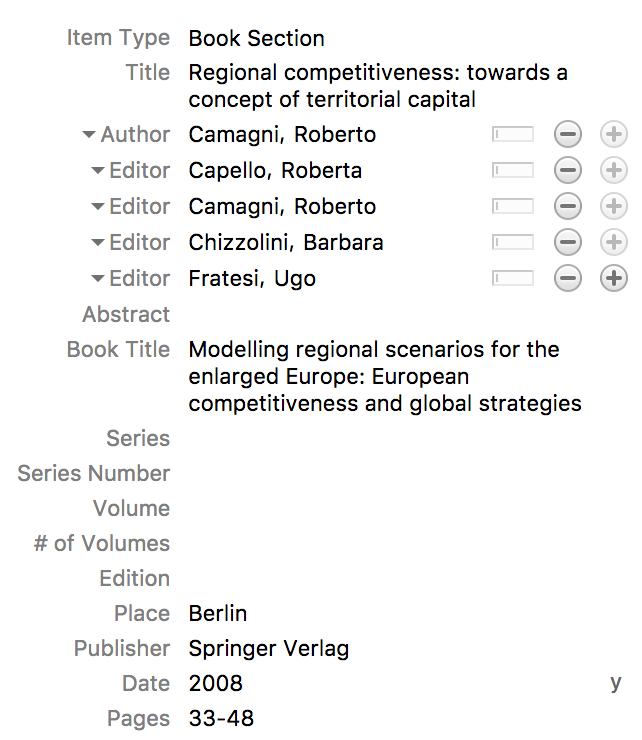 Item Type Book Section
Title Regional competitiveness: towards a
concept of territorial capital
Author Camagni, Roberto
Editor Capello, Roberta
Editor Camagni, Roberto
Editor Chizzolini, Barbara
Editor Fratesi, Ugo
Abstract
Book Title Modelling regional scenarios for the
enlarged Europe: European
competitiveness and global strategies
Series
Series Number
Volume
# of Volumes
Edition
Place Berlin
Publisher Springer Verlag
Date 2008 y
Pages 33-48